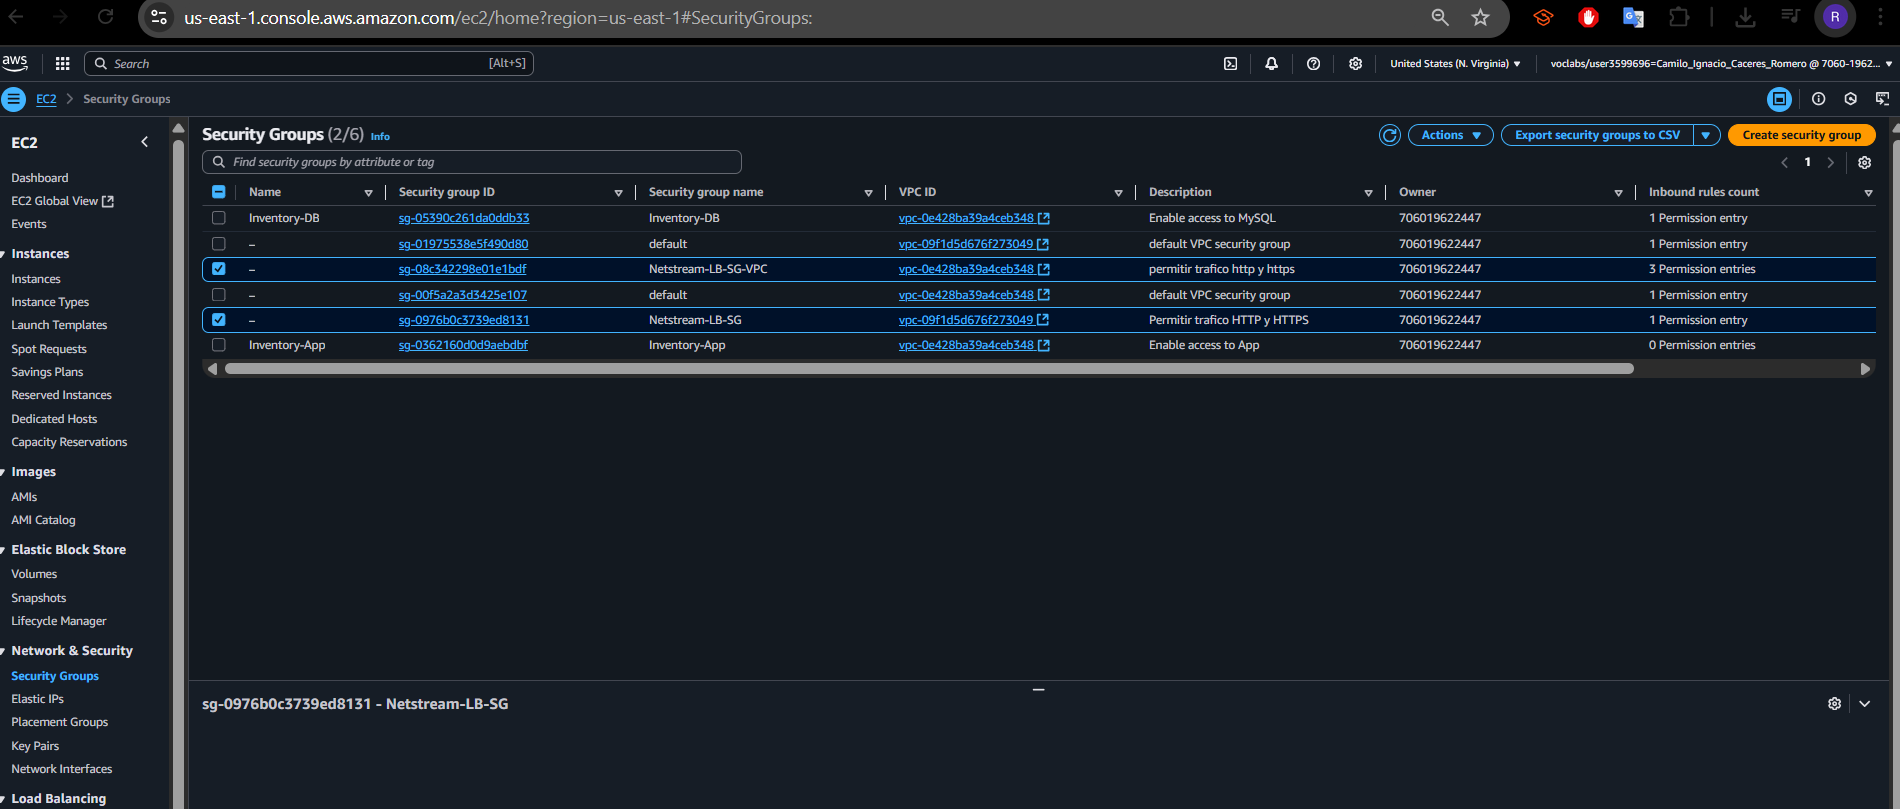 us-east-1.console.aws.amazon.com/ec2/home?region=us-east-1#SecurityGroups:
R
aws
Search
[Alt+S]
United States (N. Virginia)
voclabs/user3599696=Camilo_Ignacio_Caceres_Romero @ 7060-1962...
EC2 > Security Groups
EC2
Dashboard
EC2 Global View
Events
Instances
Instances
Instance Types
Launch Templates
Spot Requests
Savings Plans
Reserved Instances
Dedicated Hosts
Capacity Reservations
Images
AMIs
AMI Catalog
Elastic Block Store
Volumes
Snapshots
Lifecycle Manager
Network & Security
Security Groups
Elastic IPs
Placement Groups
Key Pairs
Network Interfaces
Load Balancing
Security Groups (2/6) Info
Actions
Export security groups to CSV
Create security group
Find security groups by attribute or tag
1
Name Security group ID Security group name VPC ID Description Owner Inbound rules count
Inventory-DB sg-05390c261da0ddb33 Inventory-DB vpc-0e428ba39a4ceb348 Enable access to MySQL 706019622447 1 Permission entry
– sg-01975538e5f490d80 default vpc-09f1d5d676f273049 default VPC security group 706019622447 1 Permission entry
– sg-08c342298e01e1bdf Netstream-LB-SG-VPC vpc-0e428ba39a4ceb348 permitir trafico http y https 706019622447 3 Permission entries
– sg-00f5a2a3d3425e107 default vpc-0e428ba39a4ceb348 default VPC security group 706019622447 1 Permission entry
– sg-0976b0c3739ed8131 Netstream-LB-SG vpc-09f1d5d676f273049 Permitir trafico HTTP y HTTPS 706019622447 1 Permission entry
Inventory-App sg-0362160d0d9aebdbf Inventory-App vpc-0e428ba39a4ceb348 Enable access to App 706019622447 0 Permission entries
sg-0976b0c3739ed8131 - Netstream-LB-SG